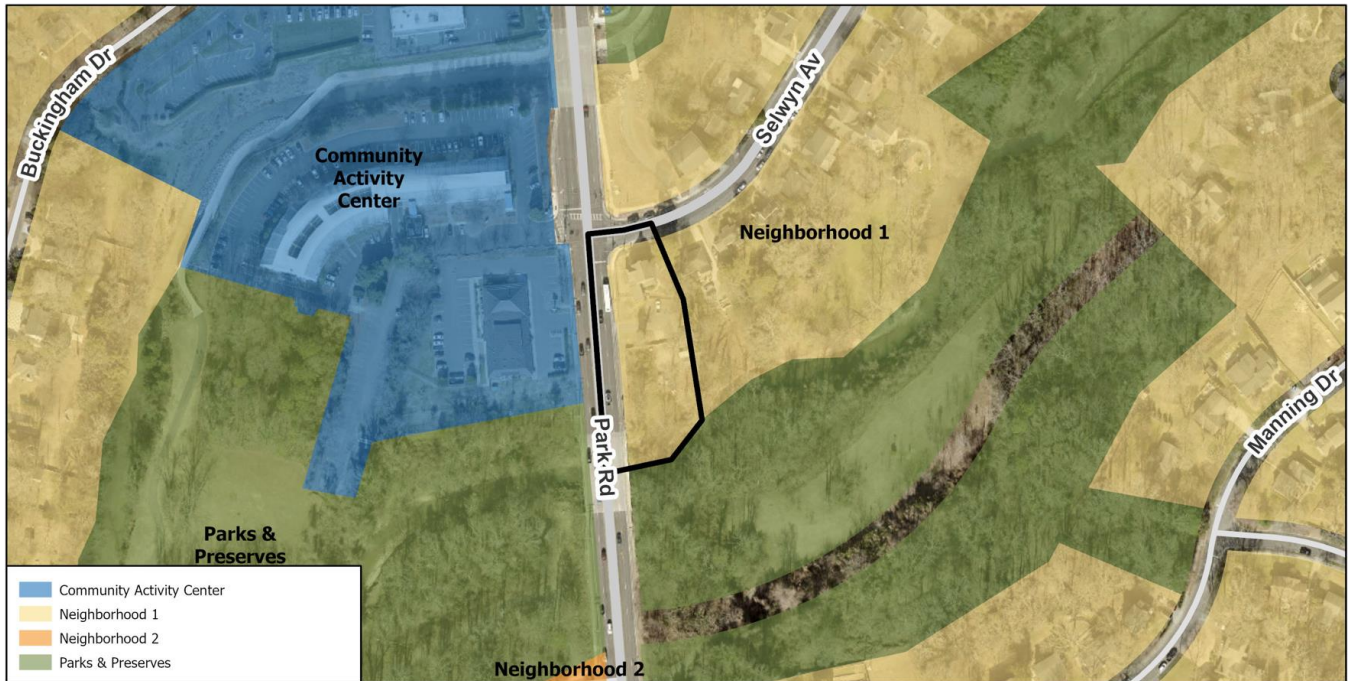 Buckingham Dr
Selwyn Av
Community
Activity
Center
Neighborhood 1
Manning Dr
Park Rd
Parks &
Preserves
Neighborhood 2
Community Activity Center
Neighborhood 1
Neighborhood 2
Parks & Preserves